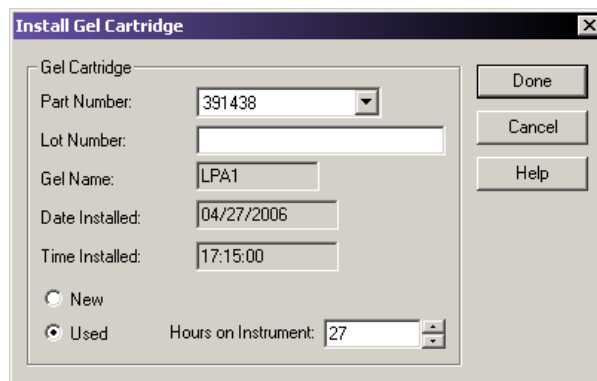 Install Gel Cartridge
Gel Cartridge
Part Number: 391438
Lot Number:
Gel Name: LPA1
Date Installed: 04/27/2006
Time Installed: 17:15:00
New
Used Hours on Instrument: 27
Done
Cancel
Help